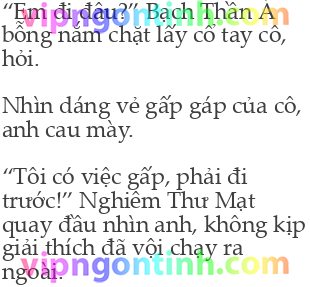 “Em đi đâu?” Bạch Thần A
vipngontinh.com
bỗng nắm chặt lấy cổ tay cô,
hỏi.
Nhìn dáng vẻ gấp gáp của cô,
anh cau mày.
“Tôi có việc gấp, phải đi
trước!” Nghiêm Thư Mạt
quay đầu nhìn anh, không kịp
giải thích đã vội chạy ra
vipngontinh.com
ngoài.